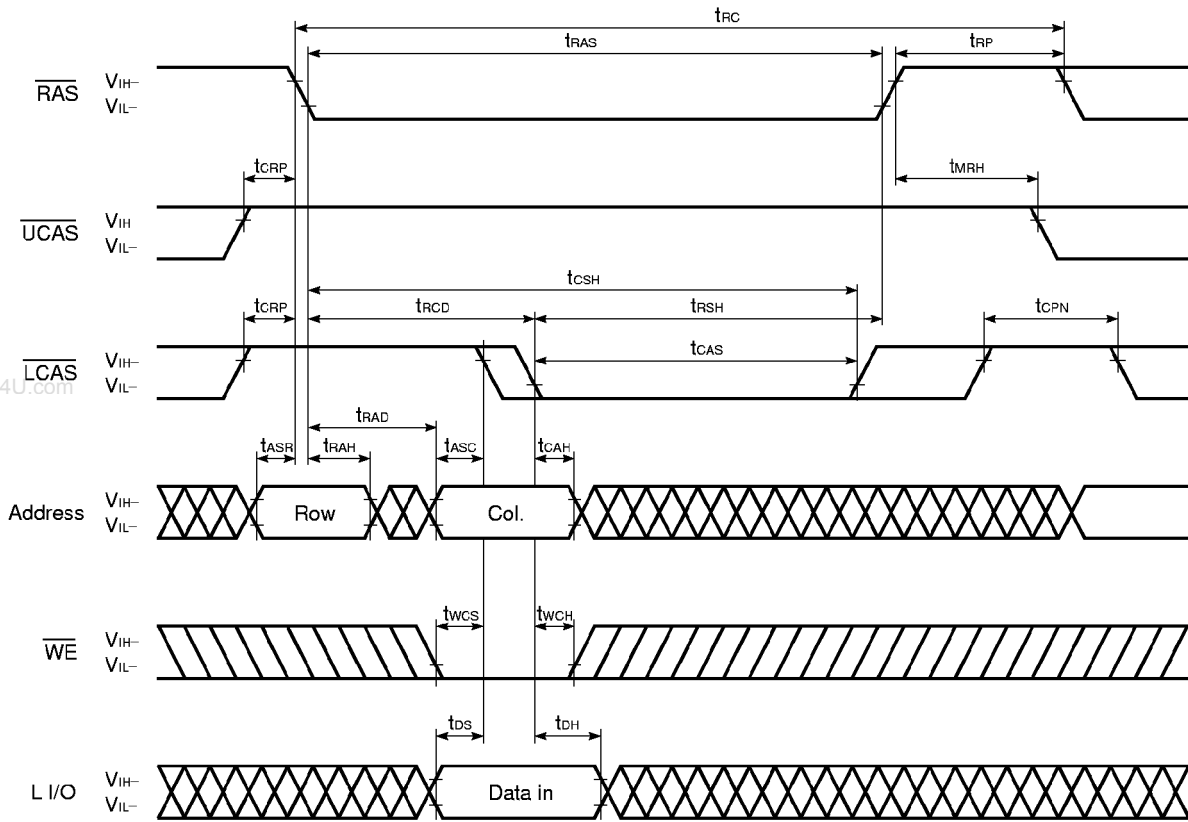 tRC
tRAS tRP
RAS VIH–
VIL–
tCRP tMRH
UCAS VIH
VIL–
tCSH
tCRP tRCD tRSH tCPN
tCAS
LCAS VIH–
VIL–
4U.com
tRAD
tASR tRAH tASC tCAH
Address VIH–
VIL–
Row Col.
tWCS tWCH
WE VIH–
VIL–
tDS tDH
L I/O VIH–
VIL–
Data in